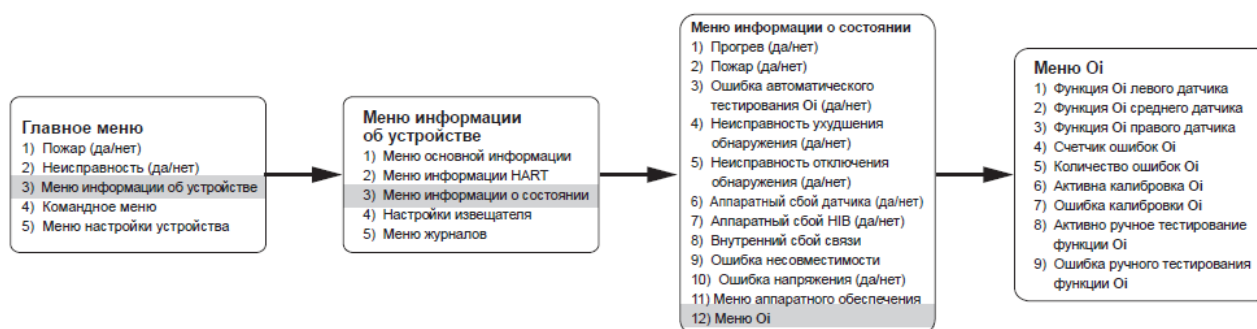 Главное меню
1) Пожар (да/нет)
2) Неисправность (да/нет)
3) Меню информации об устройстве
4) Командное меню
5) Меню настройки устройства
Меню информации
об устройстве
1) Меню основной информации
2) Меню информации HART
3) Меню информации о состоянии
4) Настройки извещателя
5) Меню журналов
Меню информации о состоянии
1) Прогрев (да/нет)
2) Пожар (да/нет)
3) Ошибка автоматического
тестирования Oi (да/нет)
4) Неисправность ухудшения
обнаружения (да/нет)
5) Неисправность отключения
обнаружения (да/нет)
6) Аппаратный сбой датчика (да/нет)
7) Аппаратный сбой HIB (да/нет)
8) Внутренний сбой связи
9) Ошибка несовместимости
10) Ошибка напряжения (да/нет)
11) Меню аппаратного обеспечения
12) Меню Oi
Меню Oi
1) Функция Oi левого датчика
2) Функция Oi среднего датчика
3) Функция Oi правого датчика
4) Счетчик ошибок Oi
5) Количество ошибок Oi
6) Активна калибровка Oi
7) Ошибка калибровки Oi
8) Активно ручное тестирование
функции Oi
9) Ошибка ручного тестирования
функции Oi